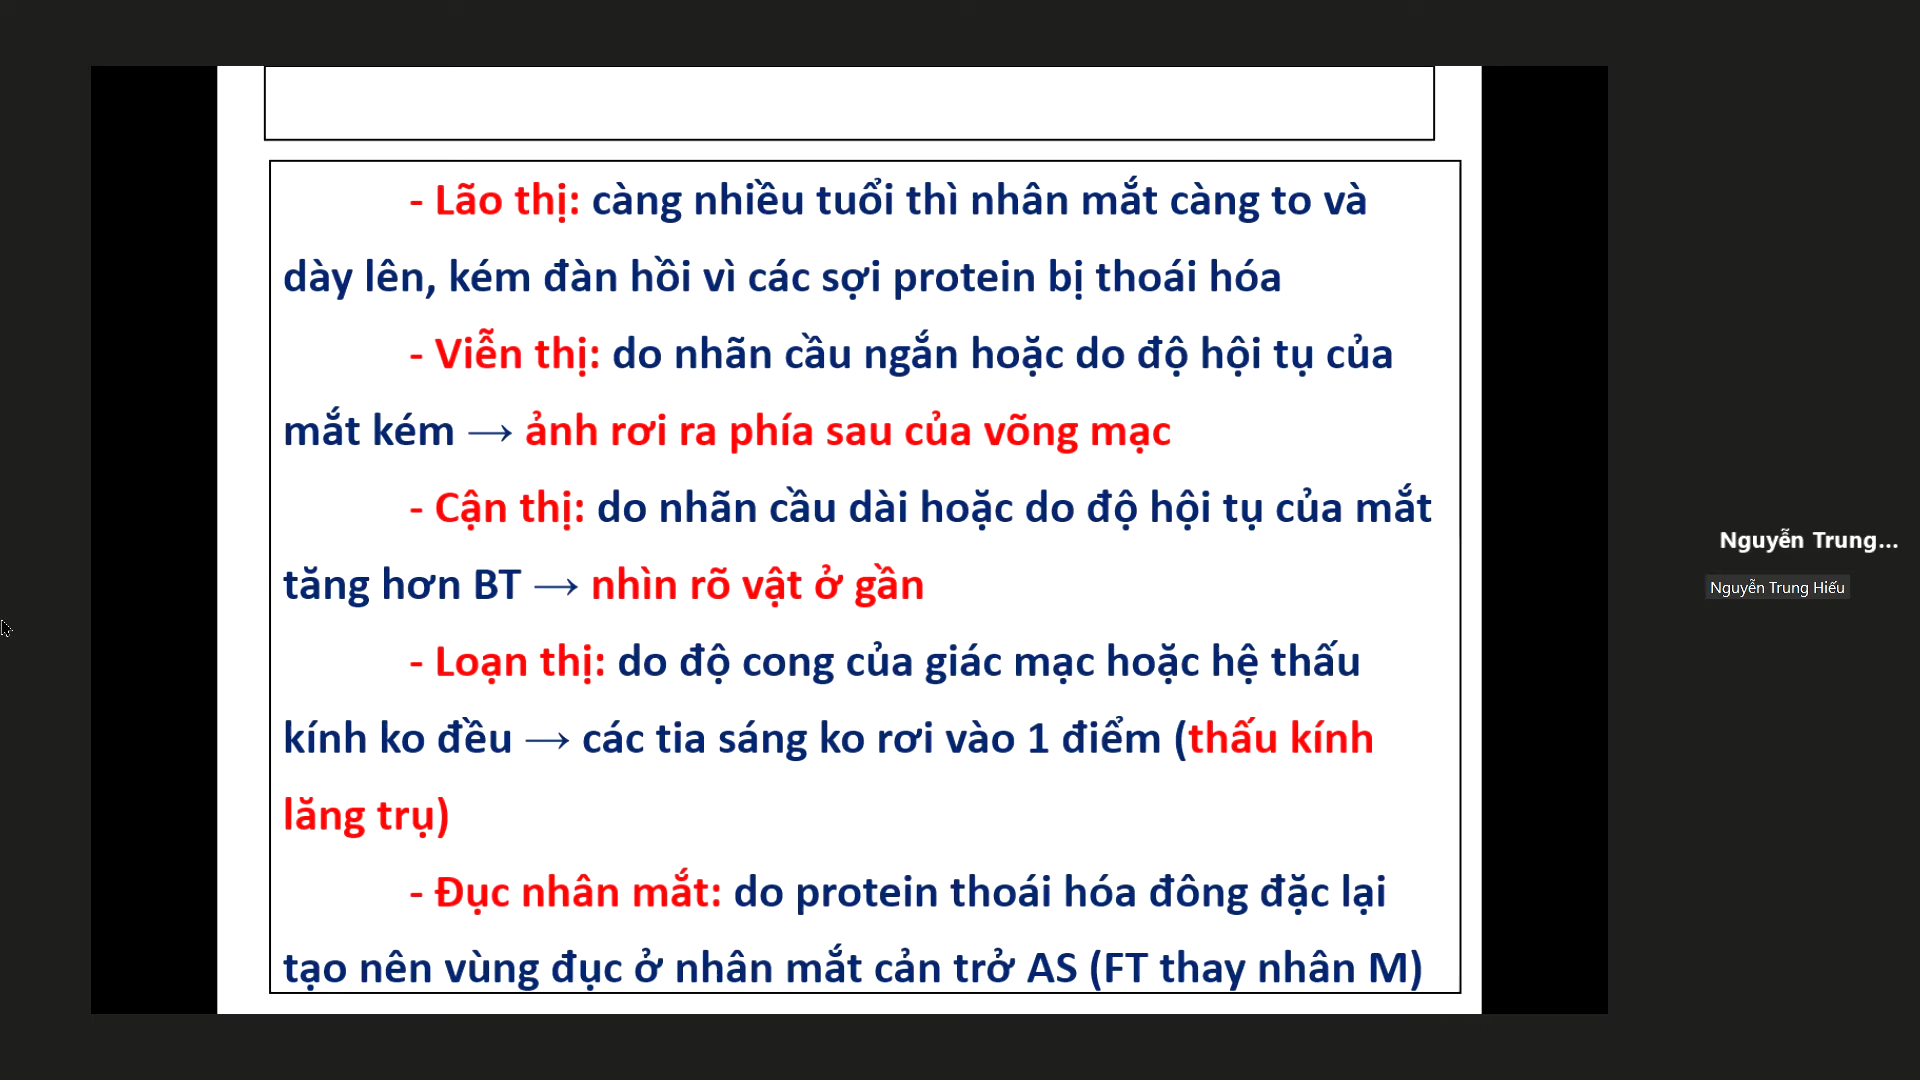 - Lão thị: càng nhiều tuổi thì nhân mắt càng to và
dày lên, kém đàn hồi vì các sợi protein bị thoái hóa
- Viễn thị: do nhãn cầu ngắn hoặc do độ hội tụ của
mắt kém → ảnh rơi ra phía sau của võng mạc
- Cận thị: do nhãn cầu dài hoặc do độ hội tụ của mắt
tăng hơn BT → nhìn rõ vật ở gần
- Loạn thị: do độ cong của giác mạc hoặc hệ thấu
kính ko đều → các tia sáng ko rơi vào 1 điểm (thấu kính
lăng trụ)
- Đục nhân mắt: do protein thoái hóa đông đặc lại
tạo nên vùng đục ở nhân mắt cản trở AS (FT thay nhân M)
Nguyễn Trung...
Nguyễn Trung Hiếu